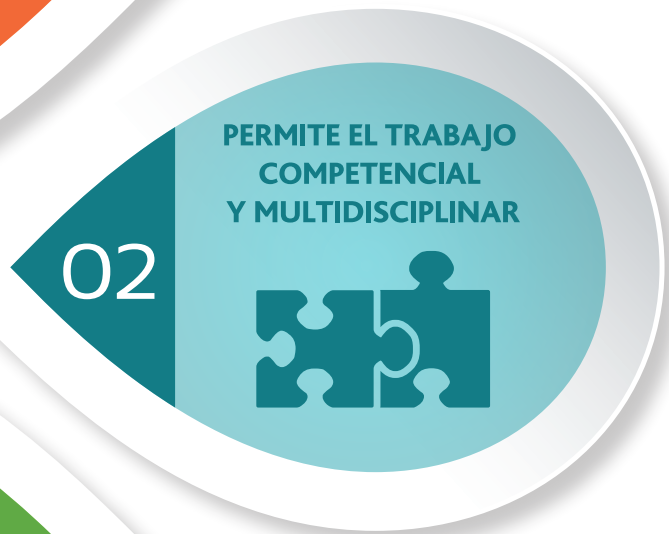 PERMITE EL TRABAJO
COMPETENCIAL
Y MULTIDISCIPLINAR
02